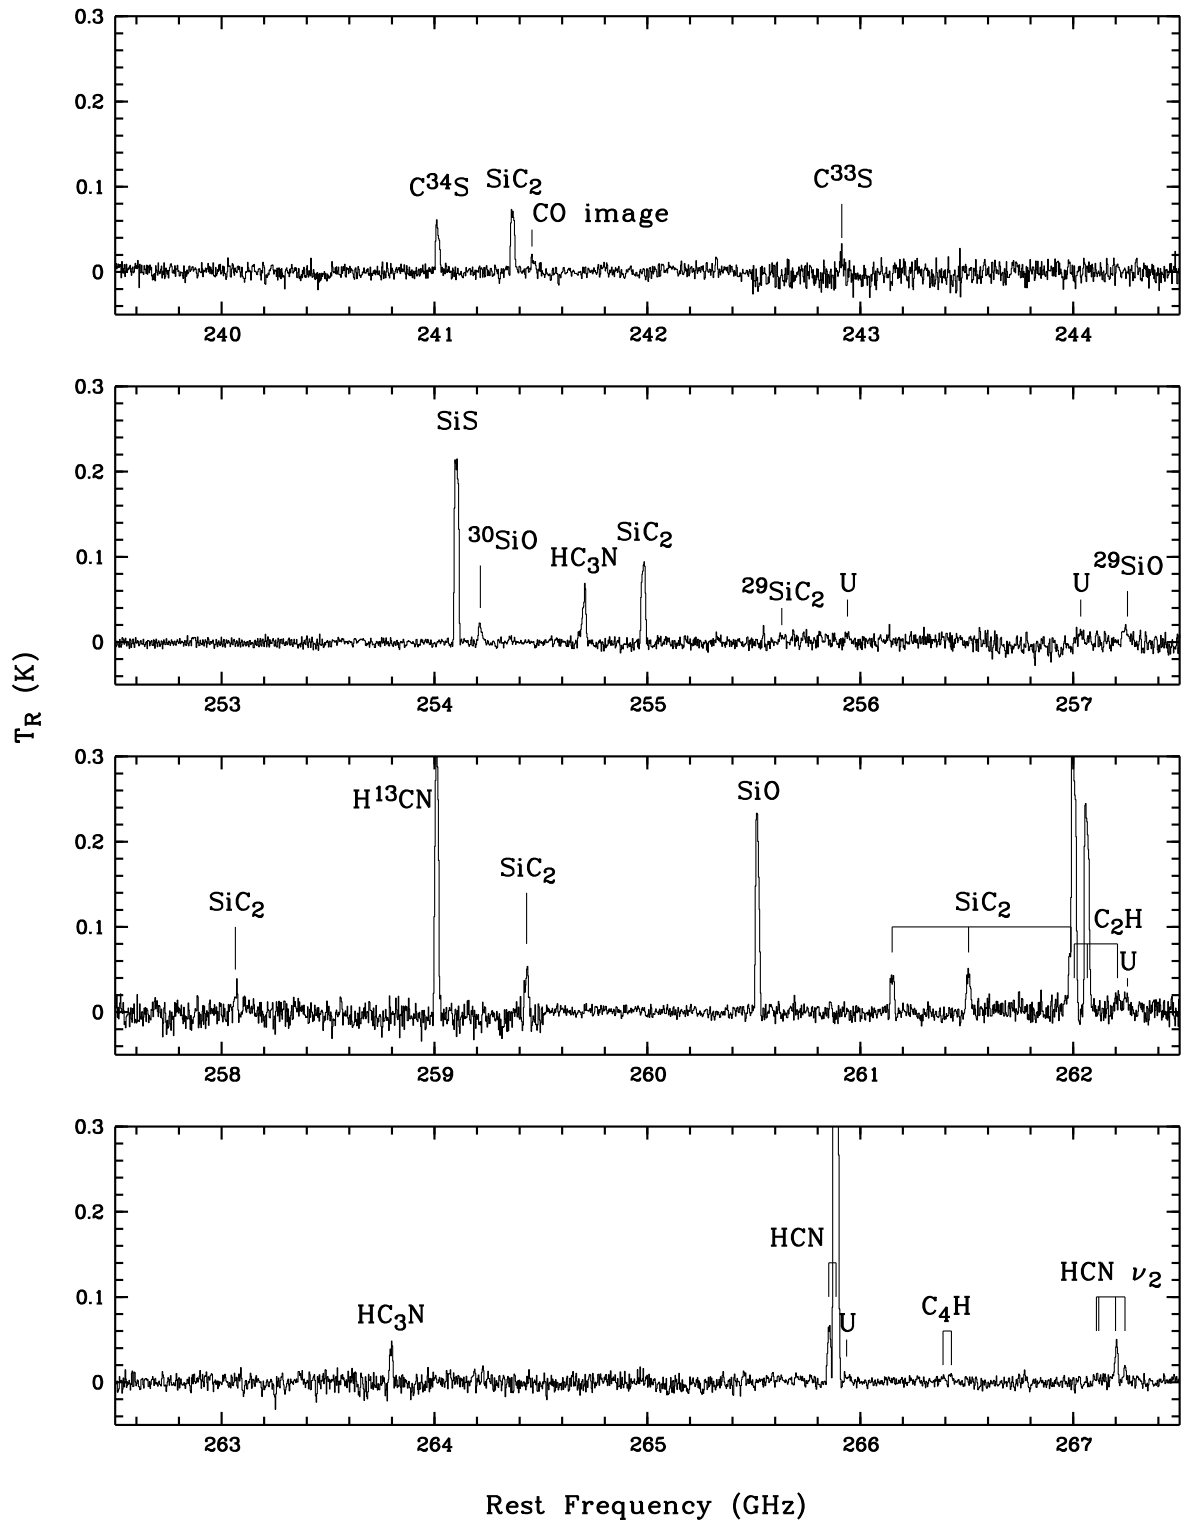 0.3
0.2
0.1
0
C³⁴S
SiC₂
CO image
C³³S
240 241 242 243 244
0.3
0.2
0.1
0
SiS
³⁰SiO
HC₃N
SiC₂
²⁹SiC₂
U
U
²⁹SiO
253 254 255 256 257
T_R (K)
0.3
0.2
0.1
0
SiC₂
H¹³CN
SiC₂
SiO
SiC₂
C₂H
U
258 259 260 261 262
0.3
0.2
0.1
0
HC₃N
HCN
U
C₄H
HCN ν₂
263 264 265 266 267
Rest Frequency (GHz)